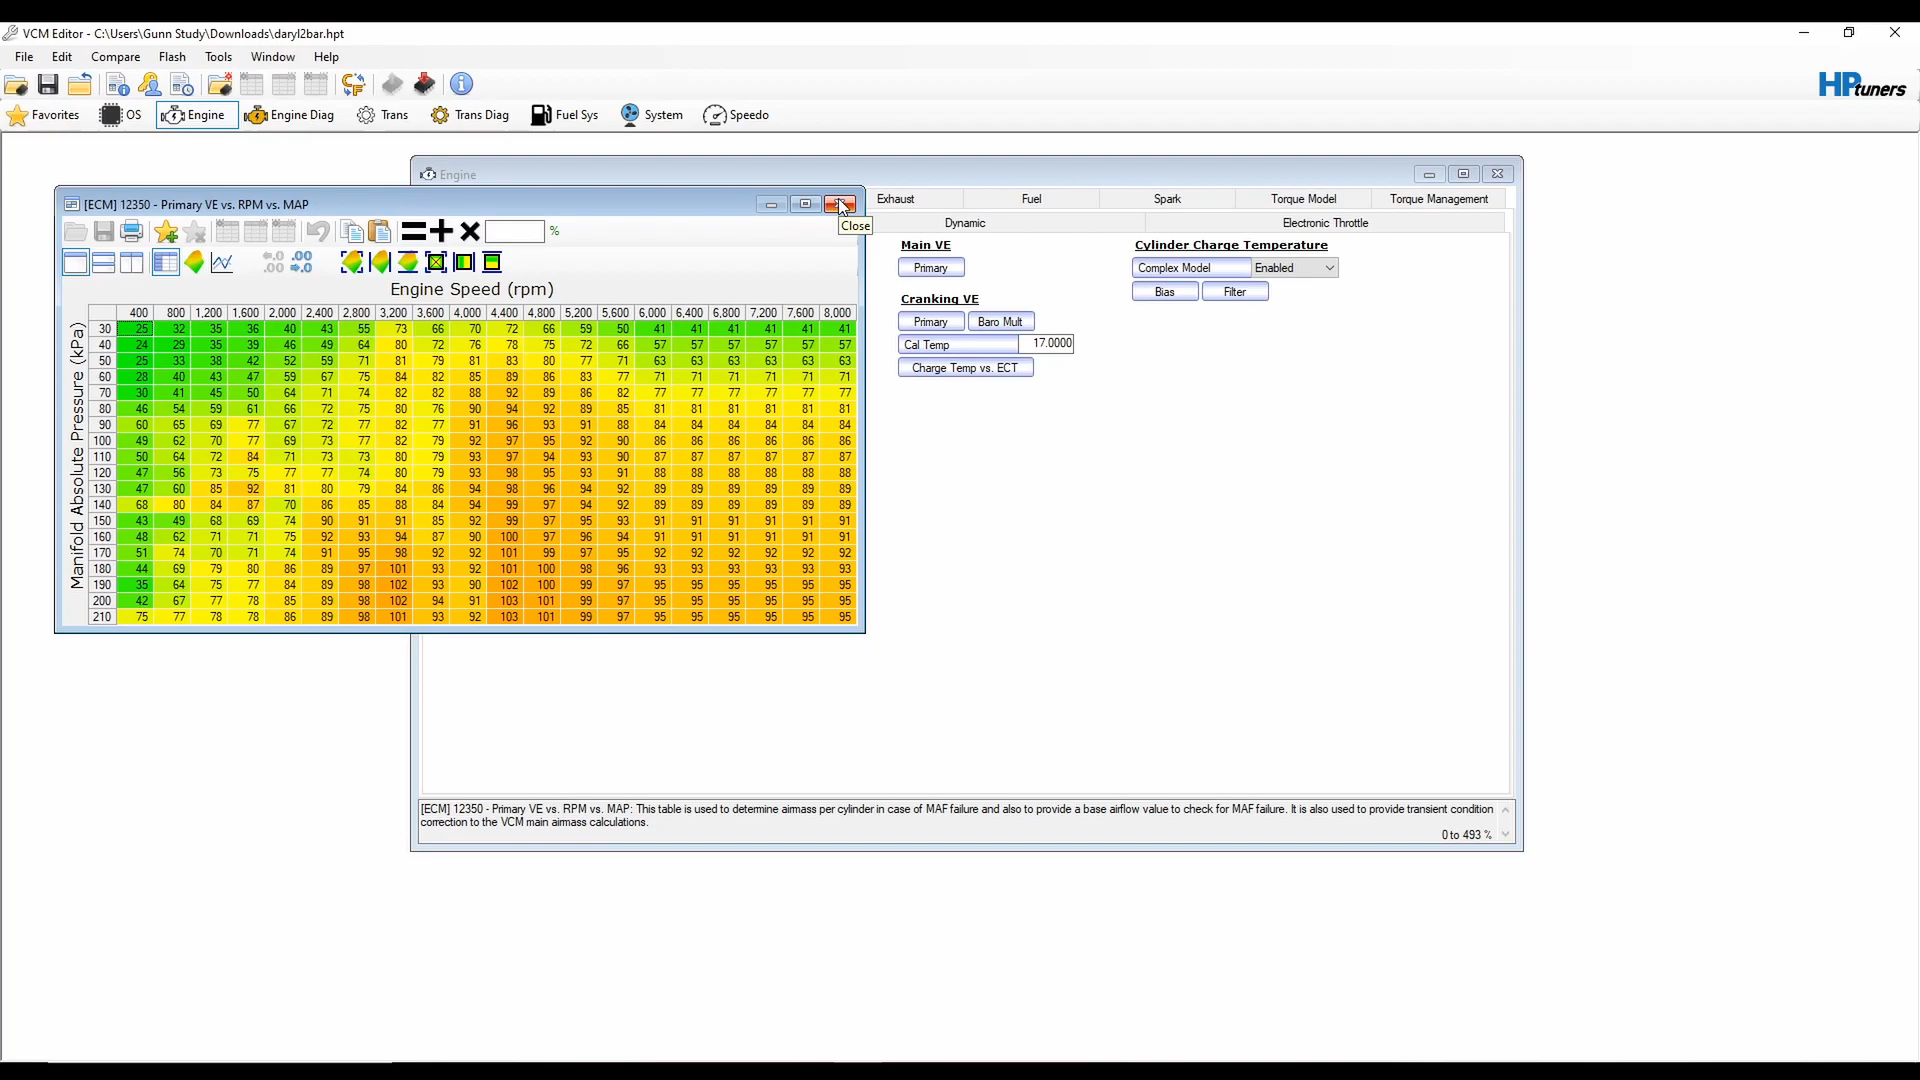 VCM Editor - C:\Users\Gunn Study\Downloads\daryl2bar.hpt
File Edit Compare Flash Tools Window Help
HPtuners
Favorites OS Engine Engine Diag Trans Trans Diag Fuel Sys System Speedo
Engine
[ECM] 12350 - Primary VE vs. RPM vs. MAP
Exhaust Fuel Spark Torque Model Torque Management
Close
Dynamic Electronic Throttle
%
Main VE Cylinder Charge Temperature
Primary Complex Model Enabled
Bias Filter
Cranking VE
Primary Baro Mult
Cal Temp 17.0000
Charge Temp vs. ECT
Engine Speed (rpm)
Manifold Absolute Pressure (kPa)
400 800 1,200 1,600 2,000 2,400 2,800 3,200 3,600 4,000 4,400 4,800 5,200 5,600 6,000 6,400 6,800 7,200 7,600 8,000
30 25 32 35 36 40 43 55 73 66 70 72 66 59 50 41 41 41 41 41 41
40 24 29 35 39 46 49 64 80 72 76 78 75 72 66 57 57 57 57 57 57
50 25 33 38 42 52 59 71 81 79 81 83 80 77 71 63 63 63 63 63 63
60 28 40 43 47 59 67 75 84 82 85 89 86 83 77 71 71 71 71 71 71
70 30 41 45 50 64 71 74 82 82 88 92 89 86 82 77 77 77 77 77 77
80 46 54 59 61 66 72 75 80 76 90 94 92 89 85 81 81 81 81 81 81
90 60 65 69 77 67 72 77 82 77 91 96 93 91 88 84 84 84 84 84 84
100 49 62 70 77 69 73 77 82 79 92 97 95 92 90 86 86 86 86 86 86
110 50 64 72 84 71 73 73 80 79 93 97 94 93 90 87 87 87 87 87 87
120 47 56 73 75 77 77 74 80 79 93 98 95 93 91 88 88 88 88 88 88
130 47 60 85 92 81 80 79 84 86 94 98 96 94 92 89 89 89 89 89 89
140 68 80 84 87 70 86 85 88 84 94 99 97 94 92 89 89 89 89 89 89
150 43 49 68 69 74 90 91 91 85 92 99 97 95 93 91 91 91 91 91 91
160 48 62 71 71 75 92 93 94 87 90 100 97 96 94 91 91 91 91 91 91
170 51 74 70 71 74 91 95 98 92 92 101 99 97 95 92 92 92 92 92 92
180 44 69 79 80 86 89 97 101 93 92 101 100 98 96 93 93 93 93 93 93
190 35 64 75 77 84 89 98 102 93 90 102 100 99 97 95 95 95 95 95 95
200 42 67 77 78 85 89 98 102 94 91 103 101 99 97 95 95 95 95 95 95
210 75 77 78 78 86 89 98 101 93 92 103 101 99 97 95 95 95 95 95 95
[ECM] 12350 - Primary VE vs. RPM vs. MAP: This table is used to determine airmass per cylinder in case of MAF failure and also to provide a base airflow value to check for MAF failure. It is also used to provide transient condition
correction to the VCM main airmass calculations.
0 to 493 %